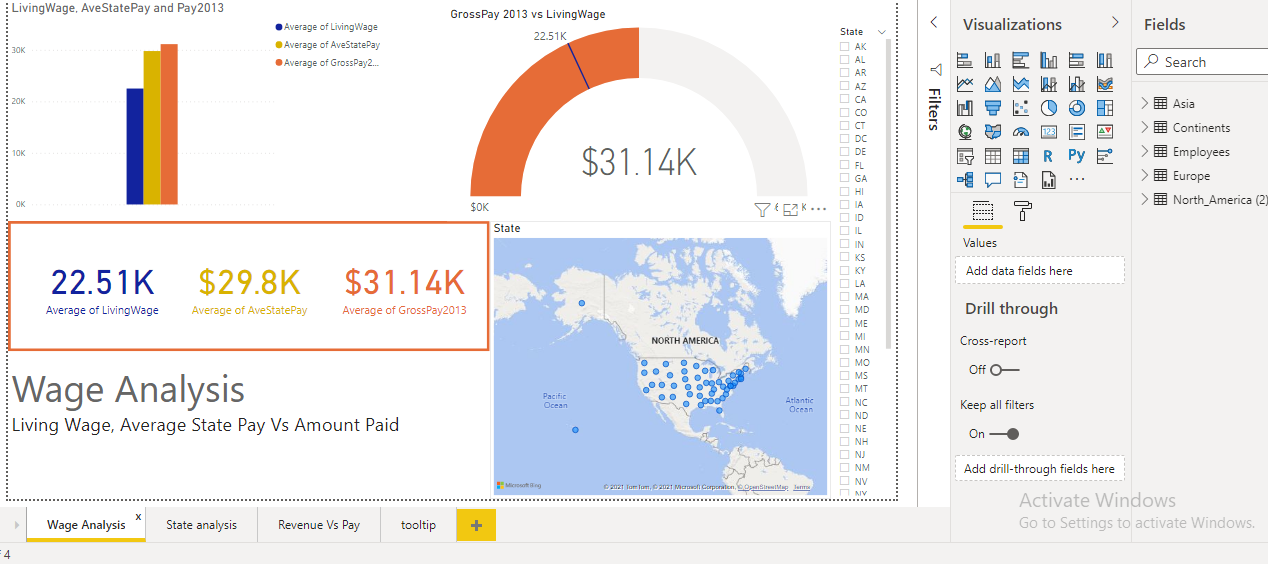 LivingWage, AveStatePay and Pay2013
Average of LivingWage
Average of AveStatePay
Average of GrossPay2...
30K
20K
10K
0K
GrossPay 2013 vs LivingWage
22.51K
$31.14K
$0K
State
AK
AL
AR
AZ
CA
CO
CT
DC
DE
FL
GA
HI
IA
ID
IL
IN
KS
KY
LA
MA
MD
ME
MI
MN
MO
MS
MT
NC
ND
NE
NH
NJ
NM
NV
NY
22.51K
Average of LivingWage
$29.8K
Average of AveStatePay
$31.14K
Average of GrossPay2013
Wage Analysis
Living Wage, Average State Pay Vs Amount Paid
State
NORTH AMERICA
Pacific
Ocean
Atlantic
Ocean
Microsoft Bing
© 2021 TomTom, © 2021 Microsoft Corporation, © OpenStreetMap Terms
Filters
Visualizations
123
R
Py
...
Values
Add data fields here
Drill through
Cross-report
Off
Keep all filters
On
Add drill-through fields here
Fields
Search
Asia
Continents
Employees
Europe
North_America (2)
Activate Windows
Go to Settings to activate Windows.
Wage Analysis
x
State analysis
Revenue Vs Pay
tooltip
+
4